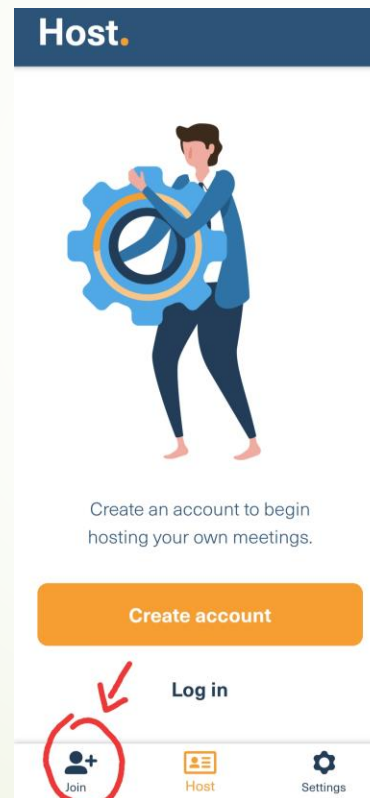 Host.
Create an account to begin
hosting your own meetings.
Create account
Log in
Join
Host
Settings